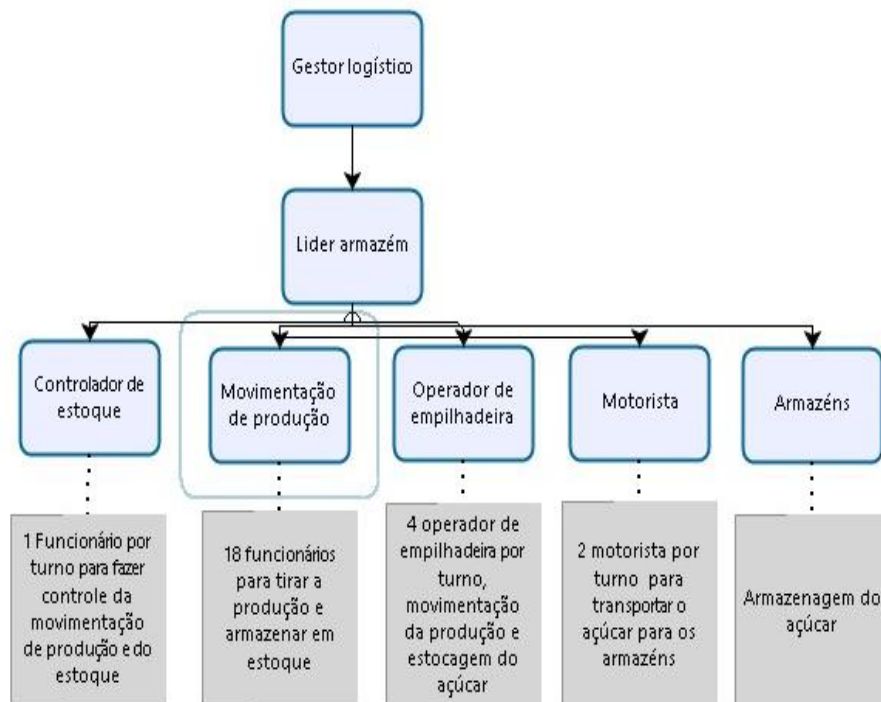 Gestor logístico
Lider armazém
Controlador de
estoque
Movimentação
de produção
Operador de
empilhadeira
Motorista
Armazéns
1 Funcionário por
turno para fazer
controle da
movimentação
de produção e do
estoque
18 funcionários
para tirar a
produção e
armazenar em
estoque
4 operador de
empilhadeira por
turno,
movimentação
da produção e
estocagem do
açúcar
2 motorista por
turno para
transportar o
açúcar para os
armazéns
Armazenagem do
açúcar